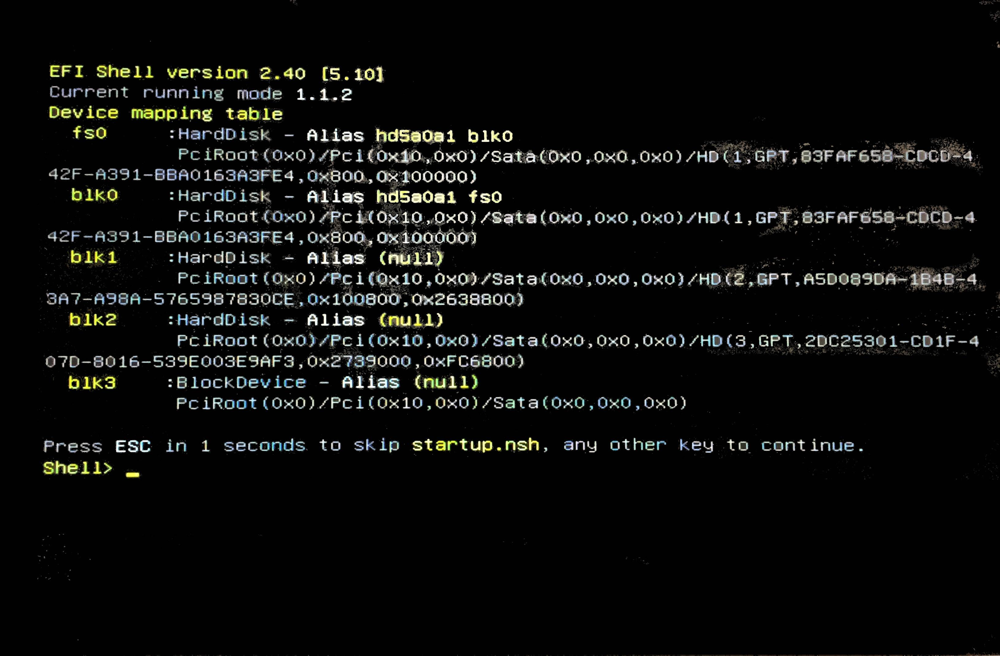 EFI Shell version 2.40 [5.10]
Current running mode 1.1.2
Device mapping table
fs0 :HardDisk - Alias hd5a0a1 blk0
PciRoot(0x0)/Pci(0x10,0x0)/Sata(0x0,0x0,0x0)/HD(1,GPT,83FAF658-CDCD-4
42F-A391-BBA0163A3FE4,0x800,0x100000)
blk0 :HardDisk - Alias hd5a0a1 fs0
PciRoot(0x0)/Pci(0x10,0x0)/Sata(0x0,0x0,0x0)/HD(1,GPT,83FAF658-CDCD-4
42F-A391-BBA0163A3FE4,0x800,0x100000)
blk1 :HardDisk - Alias (null)
PciRoot(0x0)/Pci(0x10,0x0)/Sata(0x0,0x0,0x0)/HD(2,GPT,A5D089DA-1B4B-4
3A7-A98A-5765987830CE,0x100800,0x2638800)
blk2 :HardDisk - Alias (null)
PciRoot(0x0)/Pci(0x10,0x0)/Sata(0x0,0x0,0x0)/HD(3,GPT,2DC25301-CD1F-4
07D-8016-539E003E9AF3,0x2739000,0xFC6800)
blk3 :BlockDevice - Alias (null)
PciRoot(0x0)/Pci(0x10,0x0)/Sata(0x0,0x0,0x0)
Press ESC in 1 seconds to skip startup.nsh, any other key to continue.
Shell> _